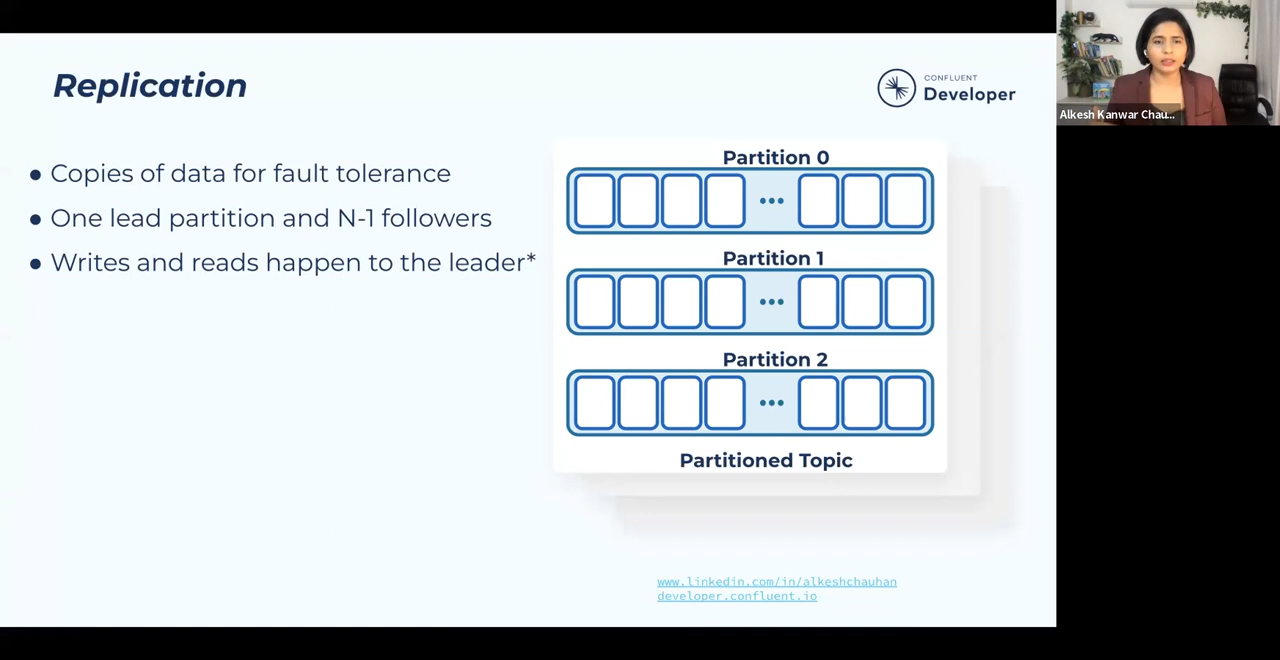 Replication
CONFLUENT
Developer
● Copies of data for fault tolerance
● One lead partition and N-1 followers
● Writes and reads happen to the leader*
Partition 0
Partition 1
Partition 2
Partitioned Topic
www.linkedin.com/in/alkeshchauhan
developer.confluent.io
Alkesh Kanwar Chau...